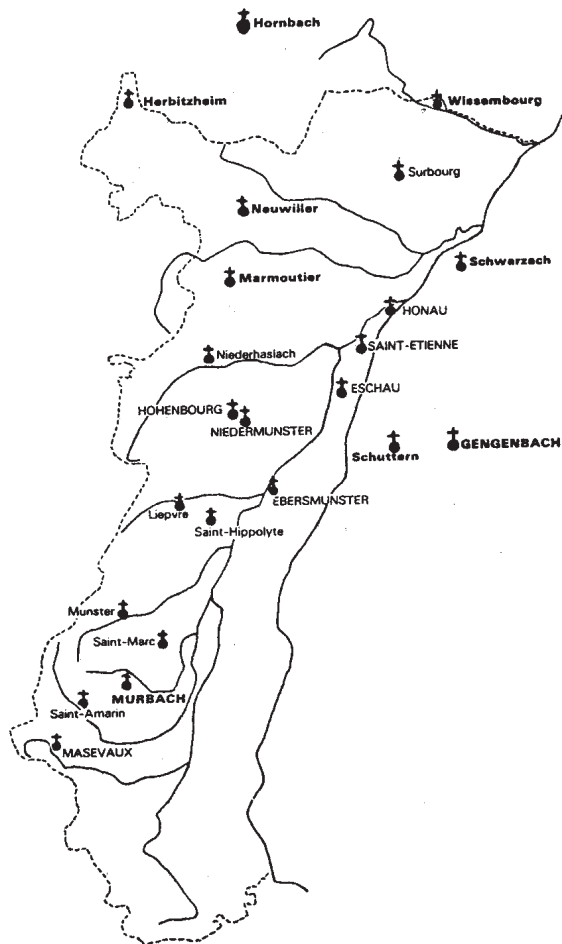 Hornbach
Herbitzheim
Wissembourg
Surbourg
Neuwiller
Schwarzach
Marmoutier
HONAU
SAINT-ETIENNE
Niederhaslach
ESCHAU
HOHENBOURG
NIEDERMUNSTER
Schuttern
GENGENBACH
EBERSMUNSTER
Liepvre
Saint-Hippolyte
Munster
Saint-Marc
MURBACH
Saint-Amarin
MASEVAUX